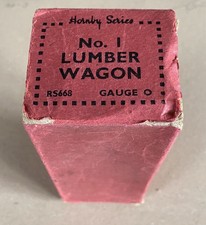 Hornby Series
No. 1
LUMBER
WAGON
RS668 GAUGE O